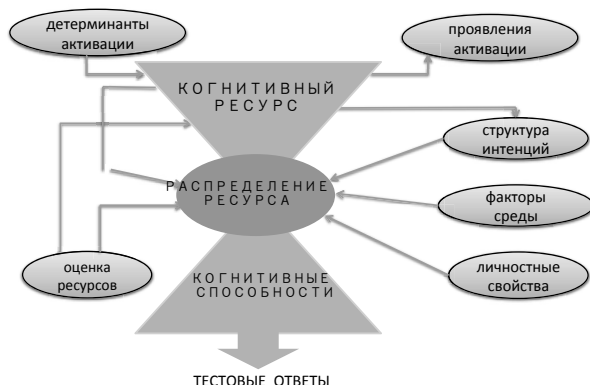 детерминанты
активации
проявления
активации
КОГНИТИВНЫЙ
РЕСУРС
структура
интенций
РАСПРЕДЕЛЕНИЕ
РЕСУРСА
факторы
среды
оценка
ресурсов
КОГНИТИВНЫЕ
СПОСОБНОСТИ
личностные
свойства
ТЕСТОВЫЕ ОТВЕТЫ